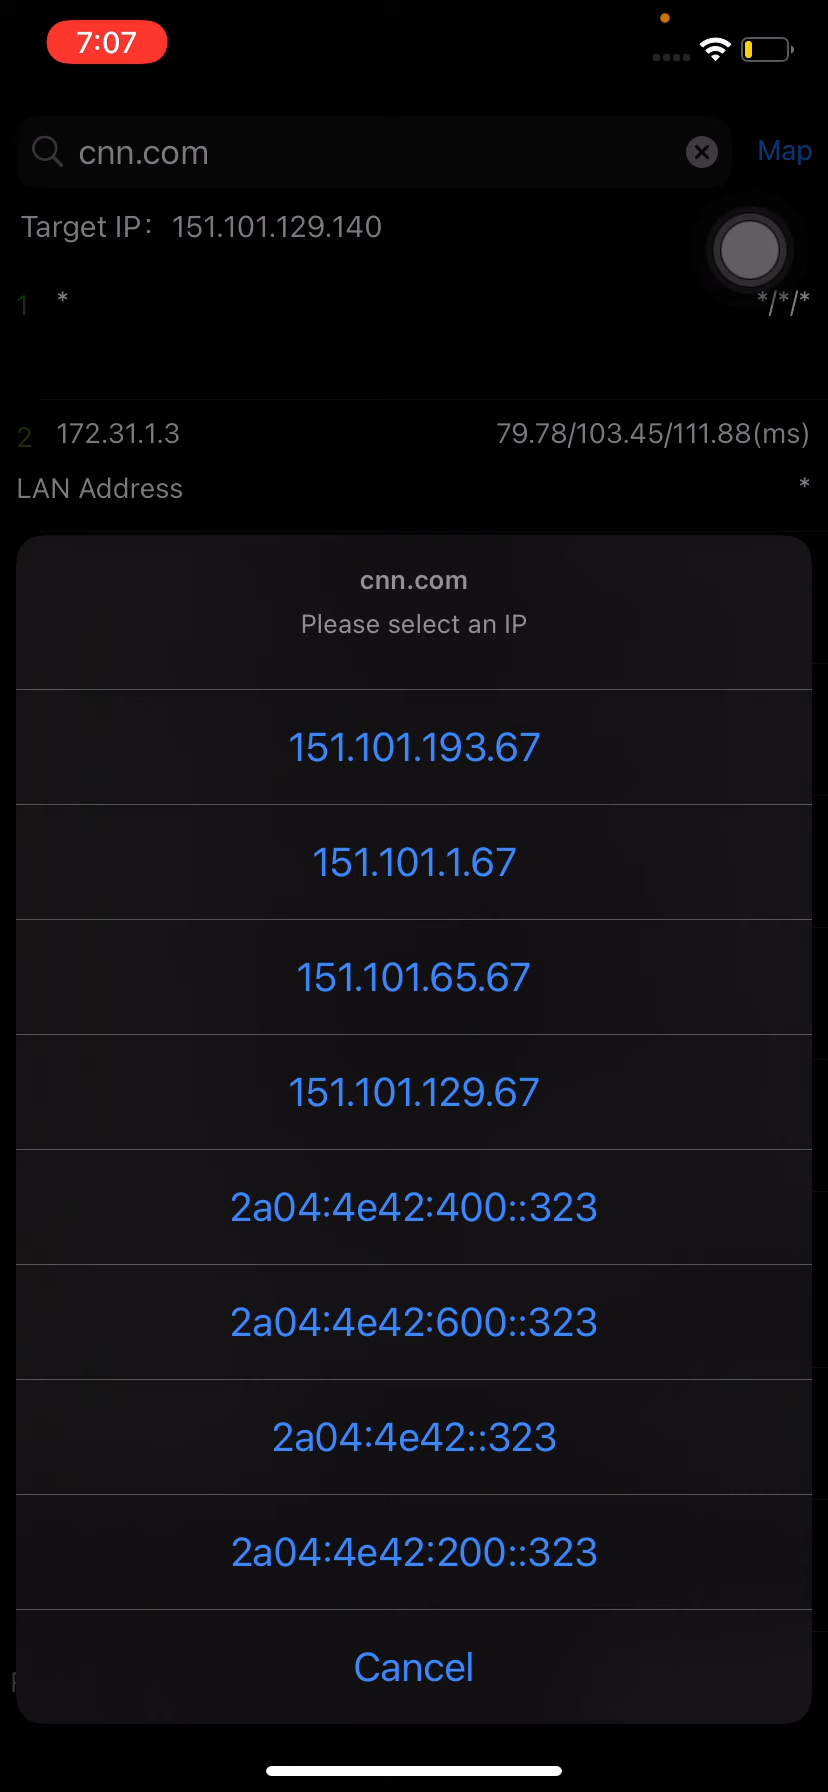 7:07
cnn.com
Map
Target IP: 151.101.129.140
1 * */*/*
2 172.31.1.3 79.78/103.45/111.88(ms)
LAN Address *
cnn.com
Please select an IP
151.101.193.67
151.101.1.67
151.101.65.67
151.101.129.67
2a04:4e42:400::323
2a04:4e42:600::323
2a04:4e42::323
2a04:4e42:200::323
Cancel